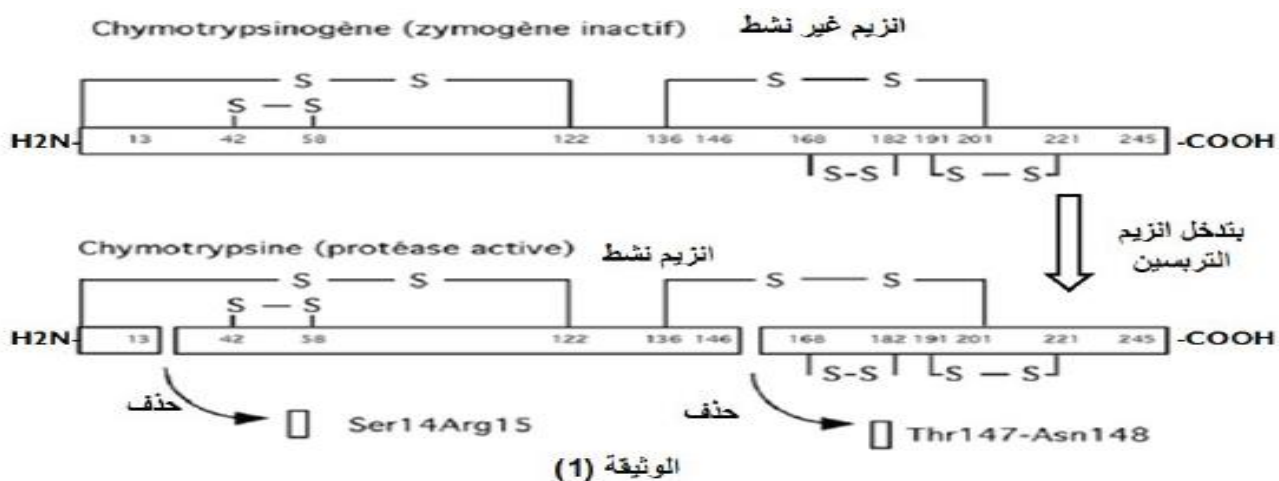 Chymotrypsinogène (zymogène inactif) انزيم غير نشط
S — S S — S
S — S
H2N- 13 42 58 122 136 146 168 182 191 201 221 245 -COOH
S-S S — S
بتدخل انزيم
التربسين
Chymotrypsine (protéase active) انزيم نشط
S — S S — S
S — S
H2N- 13 42 58 122 136 146 168 182 191 201 221 245 -COOH
S-S S — S
حذف Ser14Arg15 حذف Thr147-Asn148
الوثيقة (1)